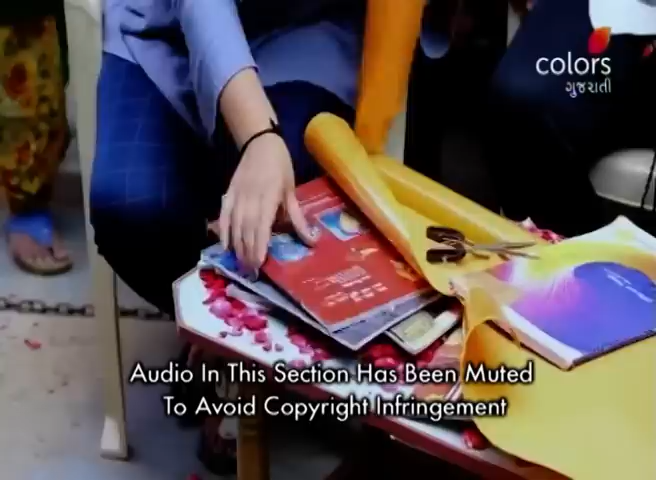 colors
ગુજરાતી
Audio In This Section Has Been Muted
To Avoid Copyright Infringement